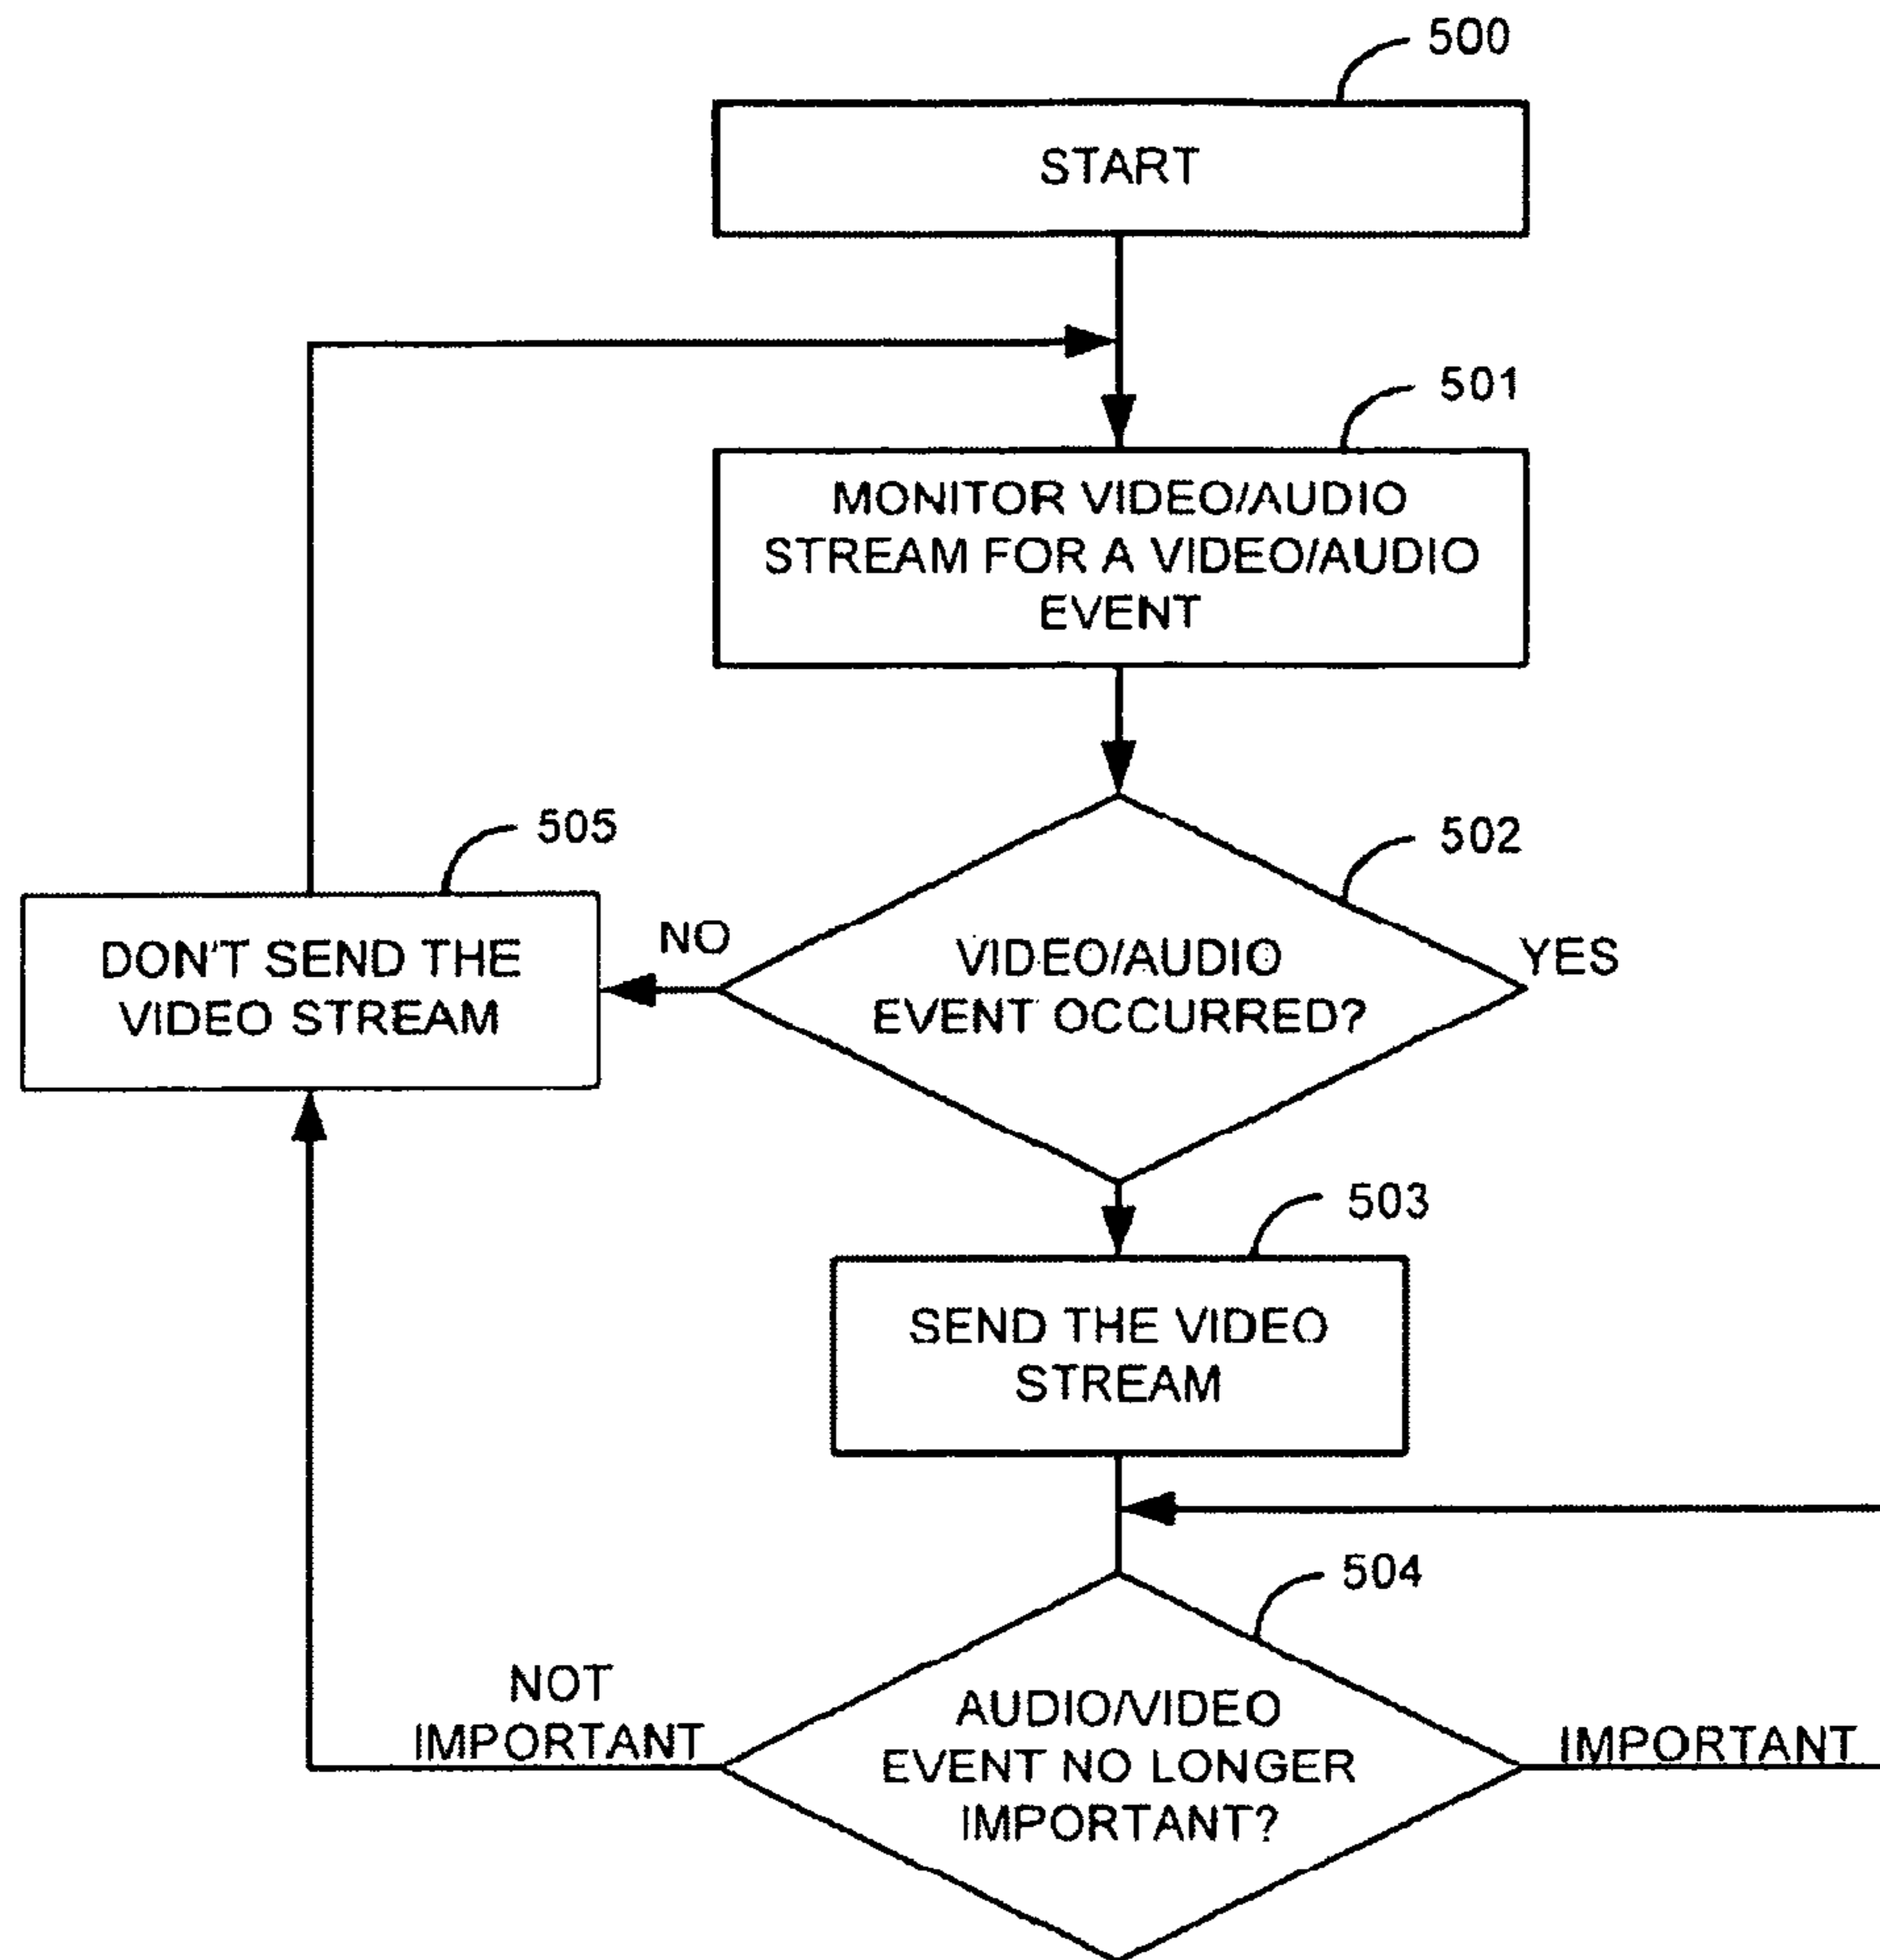 500
START
501
MONITOR VIDEO/AUDIO
STREAM FOR A VIDEO/AUDIO
EVENT
502
VIDEO/AUDIO
EVENT OCCURRED?
YES
NO
505
DON'T SEND THE
VIDEO STREAM
503
SEND THE VIDEO
STREAM
504
AUDIO/VIDEO
EVENT NO LONGER
IMPORTANT?
NOT
IMPORTANT
IMPORTANT